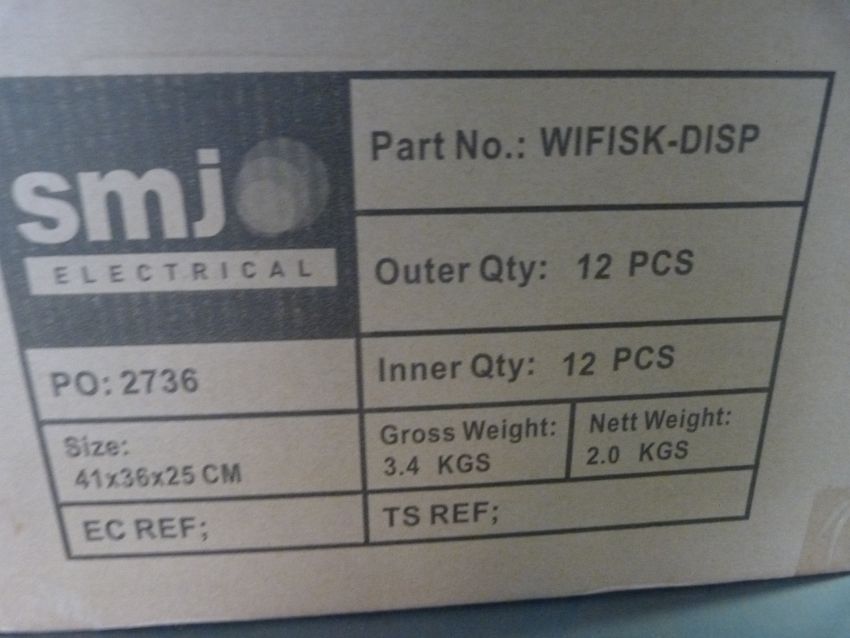 smj
ELECTRICAL
Part No.: WIFISK-DISP
Outer Qty: 12 PCS
Inner Qty: 12 PCS
PO: 2736
Size:
41x36x25 CM
Gross Weight:
3.4 KGS
Nett Weight:
2.0 KGS
EC REF;
TS REF;